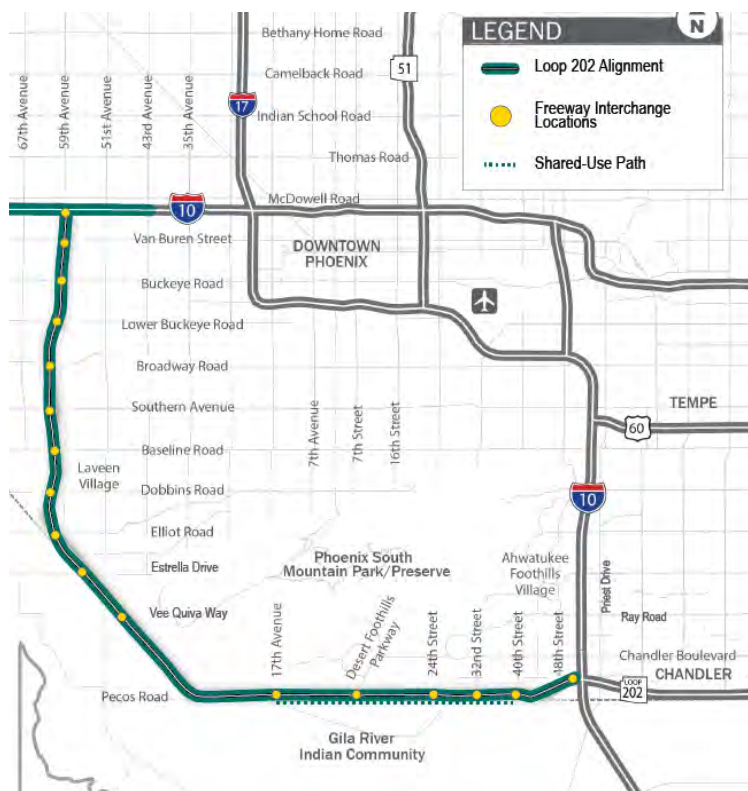 N
LEGEND
Loop 202 Alignment
Freeway Interchange
Locations
Shared-Use Path
Bethany Home Road
Camelback Road
51
17
Indian School Road
Thomas Road
McDowell Road
67th Avenue
59th Avenue
51st Avenue
43rd Avenue
35th Avenue
10
Van Buren Street
DOWNTOWN
PHOENIX
Buckeye Road
Lower Buckeye Road
Broadway Road
Southern Avenue
7th Avenue
7th Street
16th Street
TEMPE
60
Baseline Road
Laveen
Village
Dobbins Road
10
Elliot Road
Estrella Drive
Phoenix South
Mountain Park/Preserve
Ahwatukee
Foothills
Village
Priest Drive
Vee Quiva Way
Ray Road
17th Avenue
Desert Foothills
Parkway
24th Street
32nd Street
40th Street
48th Street
Chandler Boulevard
CHANDLER
LOOP
202
Pecos Road
Gila River
Indian Community